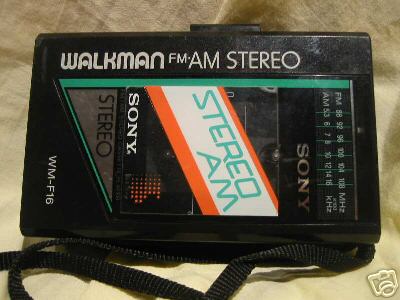 WALKMAN FM-AM STEREO
STEREO
SONY
STEREO AM
SONY
WM-F16
FM 88 92 96 100 104 108 MHz
AM 53 6 7 8 10 12 14 16 kHz